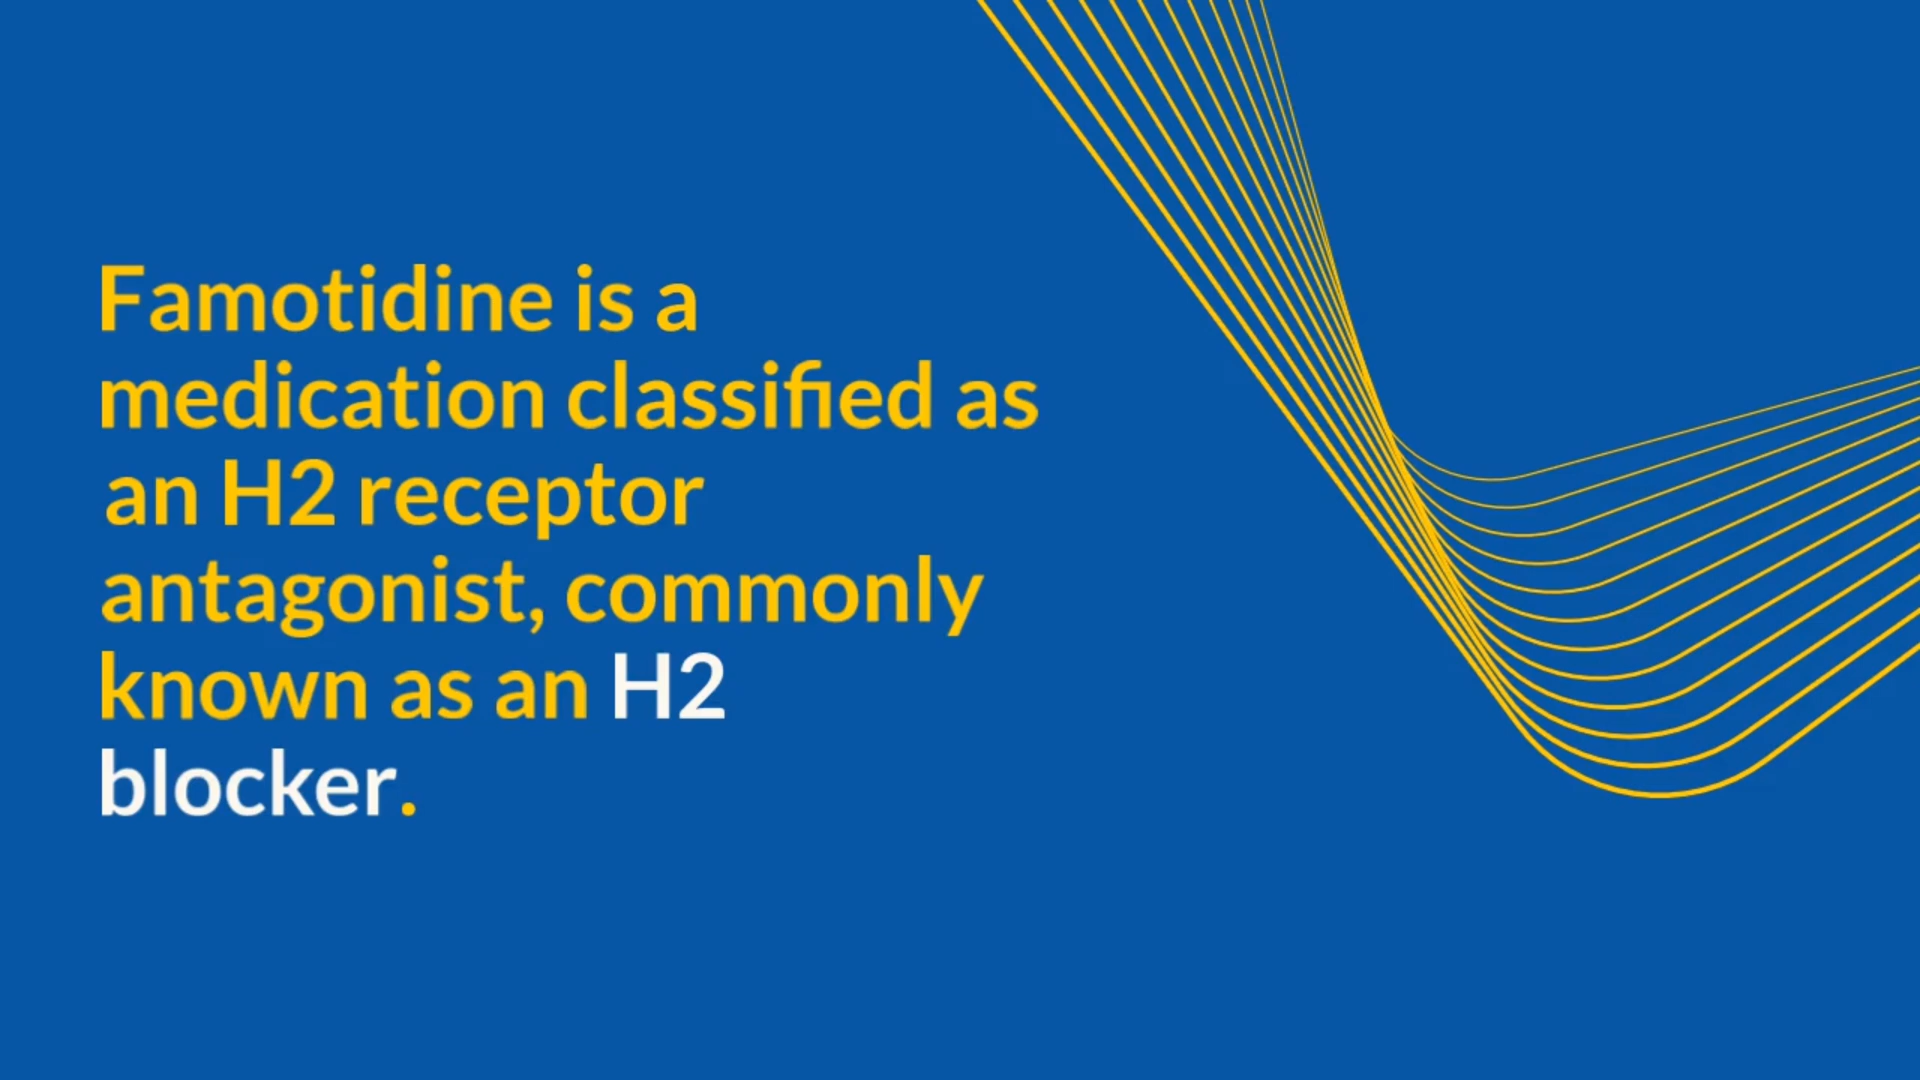 Famotidine is a
medication classified as
an H2 receptor
antagonist, commonly
known as an H2
blocker.